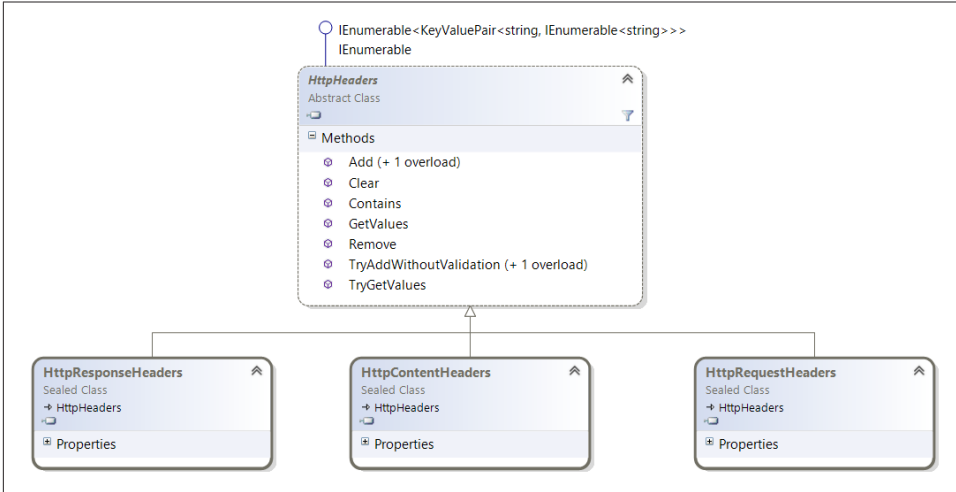 IEnumerable<KeyValuePair<string, IEnumerable<string>>>
IEnumerable
HttpHeaders
Abstract Class
Methods
Add (+ 1 overload)
Clear
Contains
GetValues
Remove
TryAddWithoutValidation (+ 1 overload)
TryGetValues
HttpResponseHeaders
Sealed Class
HttpHeaders
Properties
HttpContentHeaders
Sealed Class
HttpHeaders
Properties
HttpRequestHeaders
Sealed Class
HttpHeaders
Properties